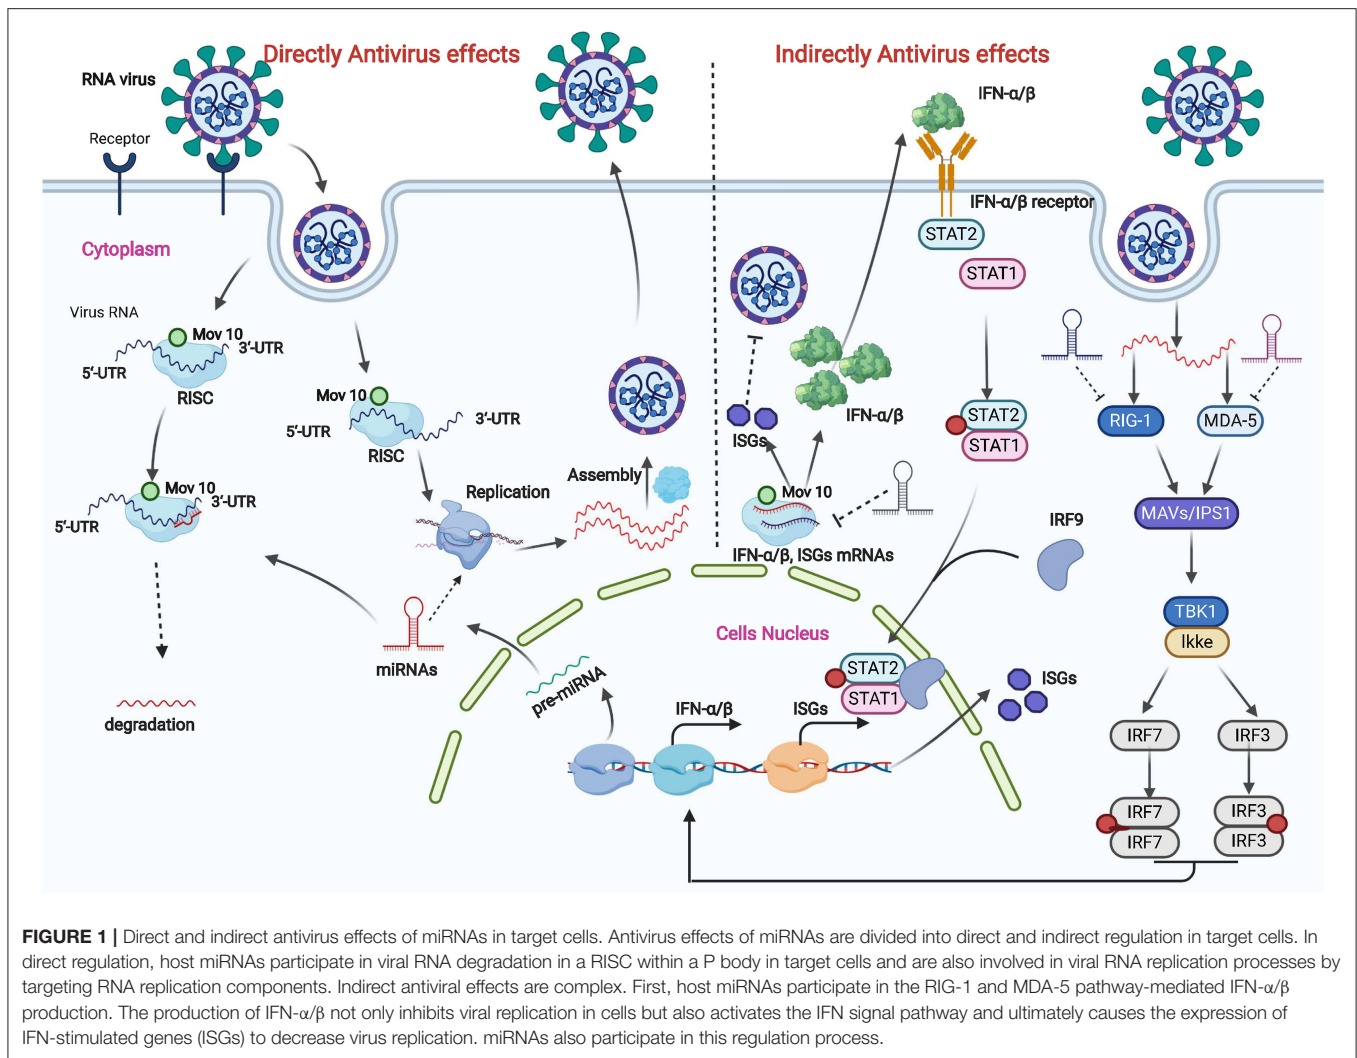 Directly Antivirus effects
Indirectly Antivirus effects
RNA virus
Receptor
Cytoplasm
Virus RNA
Mov 10
3′-UTR
5′-UTR
RISC
Mov 10
3′-UTR
5′-UTR
RISC
Mov 10
3′-UTR
5′-UTR
degradation
miRNAs
Replication
Assembly
pre-miRNA
IFN-α/β
IFN-α/β receptor
STAT2
STAT1
ISGs
IFN-α/β
Mov 10
IFN-α/β, ISGs mRNAs
STAT2
STAT1
IRF9
Cells Nucleus
STAT2
STAT1
IFN-α/β
ISGs
ISGs
RIG-1
MDA-5
MAVs/IPS1
TBK1
Ikke
IRF7
IRF3
IRF7
IRF7
IRF3
IRF3
FIGURE 1 | Direct and indirect antivirus effects of miRNAs in target cells. Antivirus effects of miRNAs are divided into direct and indirect regulation in target cells. In
direct regulation, host miRNAs participate in viral RNA degradation in a RISC within a P body in target cells and are also involved in viral RNA replication processes by
targeting RNA replication components. Indirect antiviral effects are complex. First, host miRNAs participate in the RIG-1 and MDA-5 pathway-mediated IFN-α/β
production. The production of IFN-α/β not only inhibits viral replication in cells but also activates the IFN signal pathway and ultimately causes the expression of
IFN-stimulated genes (ISGs) to decrease virus replication. miRNAs also participate in this regulation process.